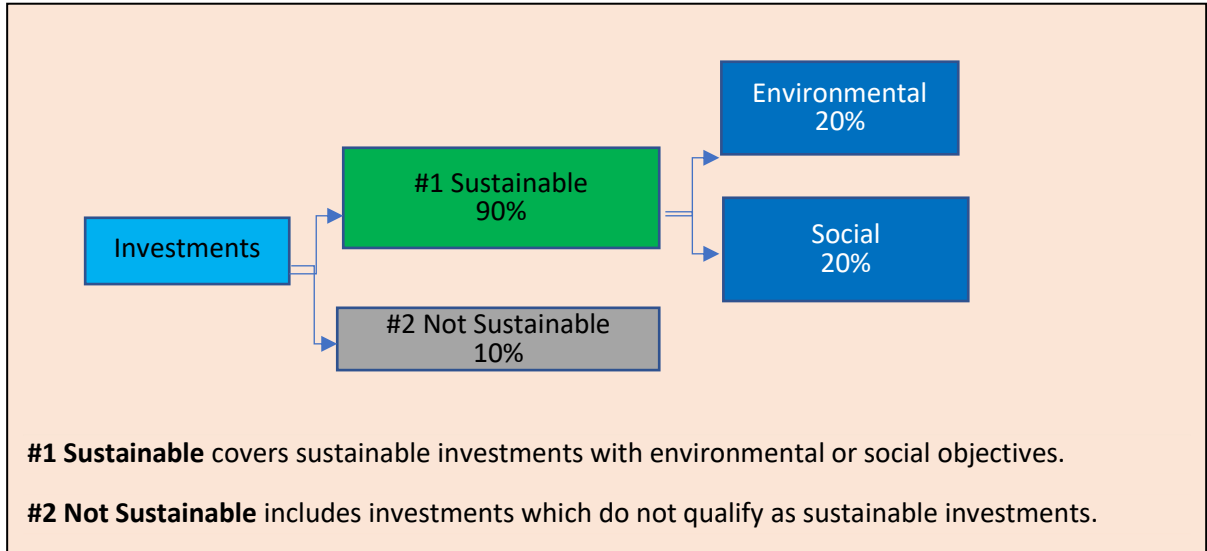 Environmental
20%
#1 Sustainable
90%
Social
20%
Investments
#2 Not Sustainable
10%
#1 Sustainable covers sustainable investments with environmental or social objectives.
#2 Not Sustainable includes investments which do not qualify as sustainable investments.